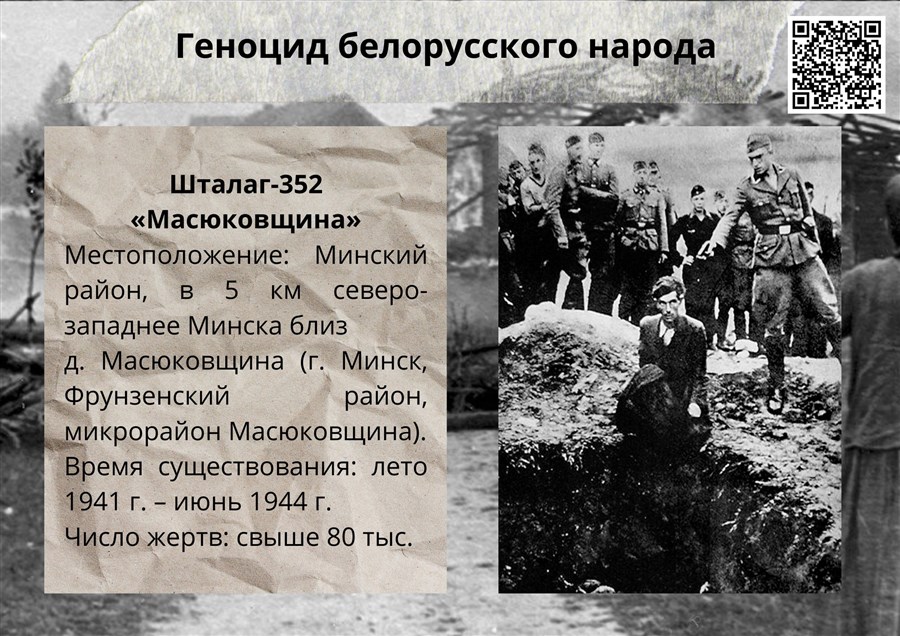 Геноцид белорусского народа
Шталаг-352
«Масюковщина»
Местоположение: Минский
район, в 5 км северо-
западнее Минска близ
д. Масюковщина (г. Минск,
Фрунзенский район,
микрорайон Масюковщина).
Время существования: лето
1941 г. – июнь 1944 г.
Число жертв: свыше 80 тыс.